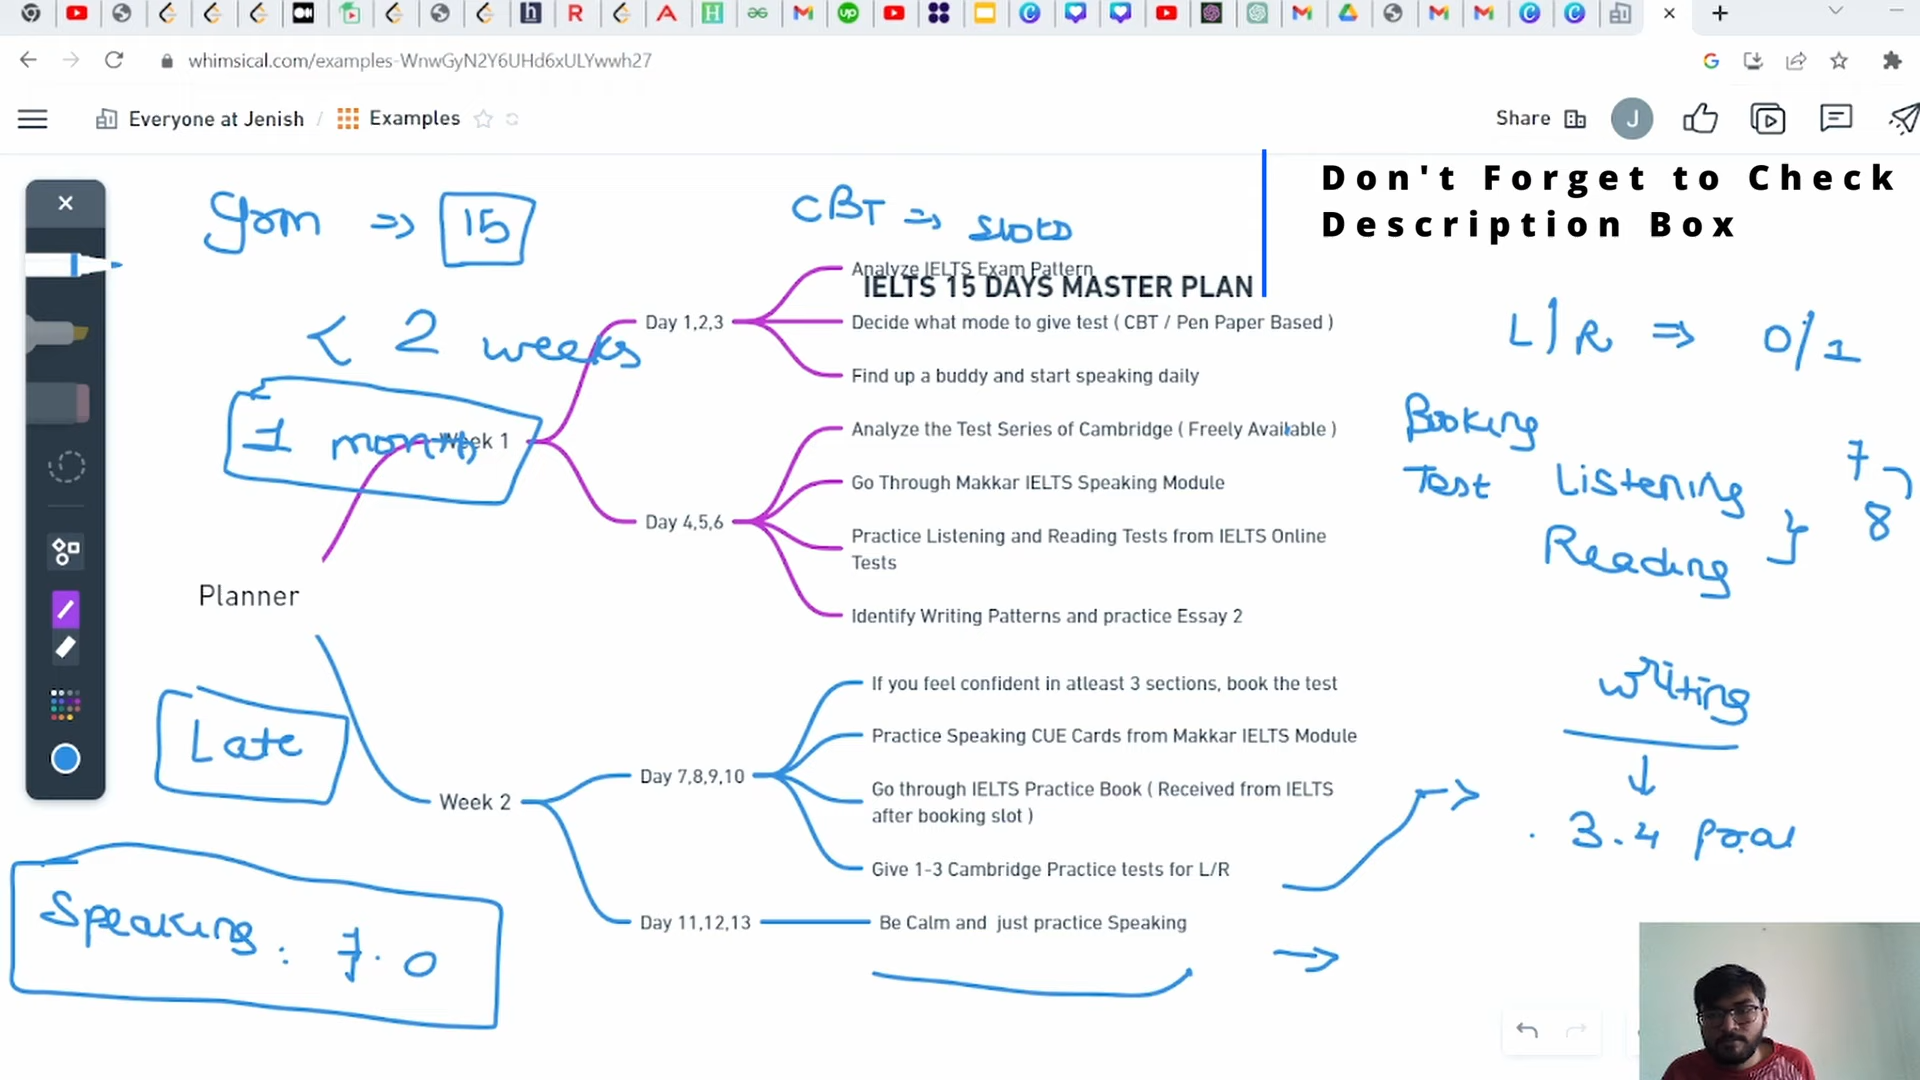 whimsical.com/examples-WnwGyN2Y6UHd6xULYwwh27
Everyone at Jenish / Examples
Share
J
Don't Forget to Check
Description Box
⇒ 15
CBT ⇒ slots
IELTS 15 DAYS MASTER PLAN
< 2 weeks
1 month
Planner
Week 1
Day 1,2,3
Analyze IELTS Exam Pattern
Decide what mode to give test ( CBT / Pen Paper Based )
Find up a buddy and start speaking daily
Day 4,5,6
Analyze the Test Series of Cambridge ( Freely Available )
Go Through Makkar IELTS Speaking Module
Practice Listening and Reading Tests from IELTS Online
Tests
Identify Writing Patterns and practice Essay 2
Week 2
Day 7,8,9,10
If you feel confident in atleast 3 sections, book the test
Practice Speaking CUE Cards from Makkar IELTS Module
Go through IELTS Practice Book ( Received from IELTS
after booking slot )
Give 1-3 Cambridge Practice tests for L/R
Day 11,12,13
Be Calm and just practice Speaking
Late
Speaking: 7.0
L/R ⇒ 0/1
Booking
Test
Listening
Reading
7
8
writing
3.4